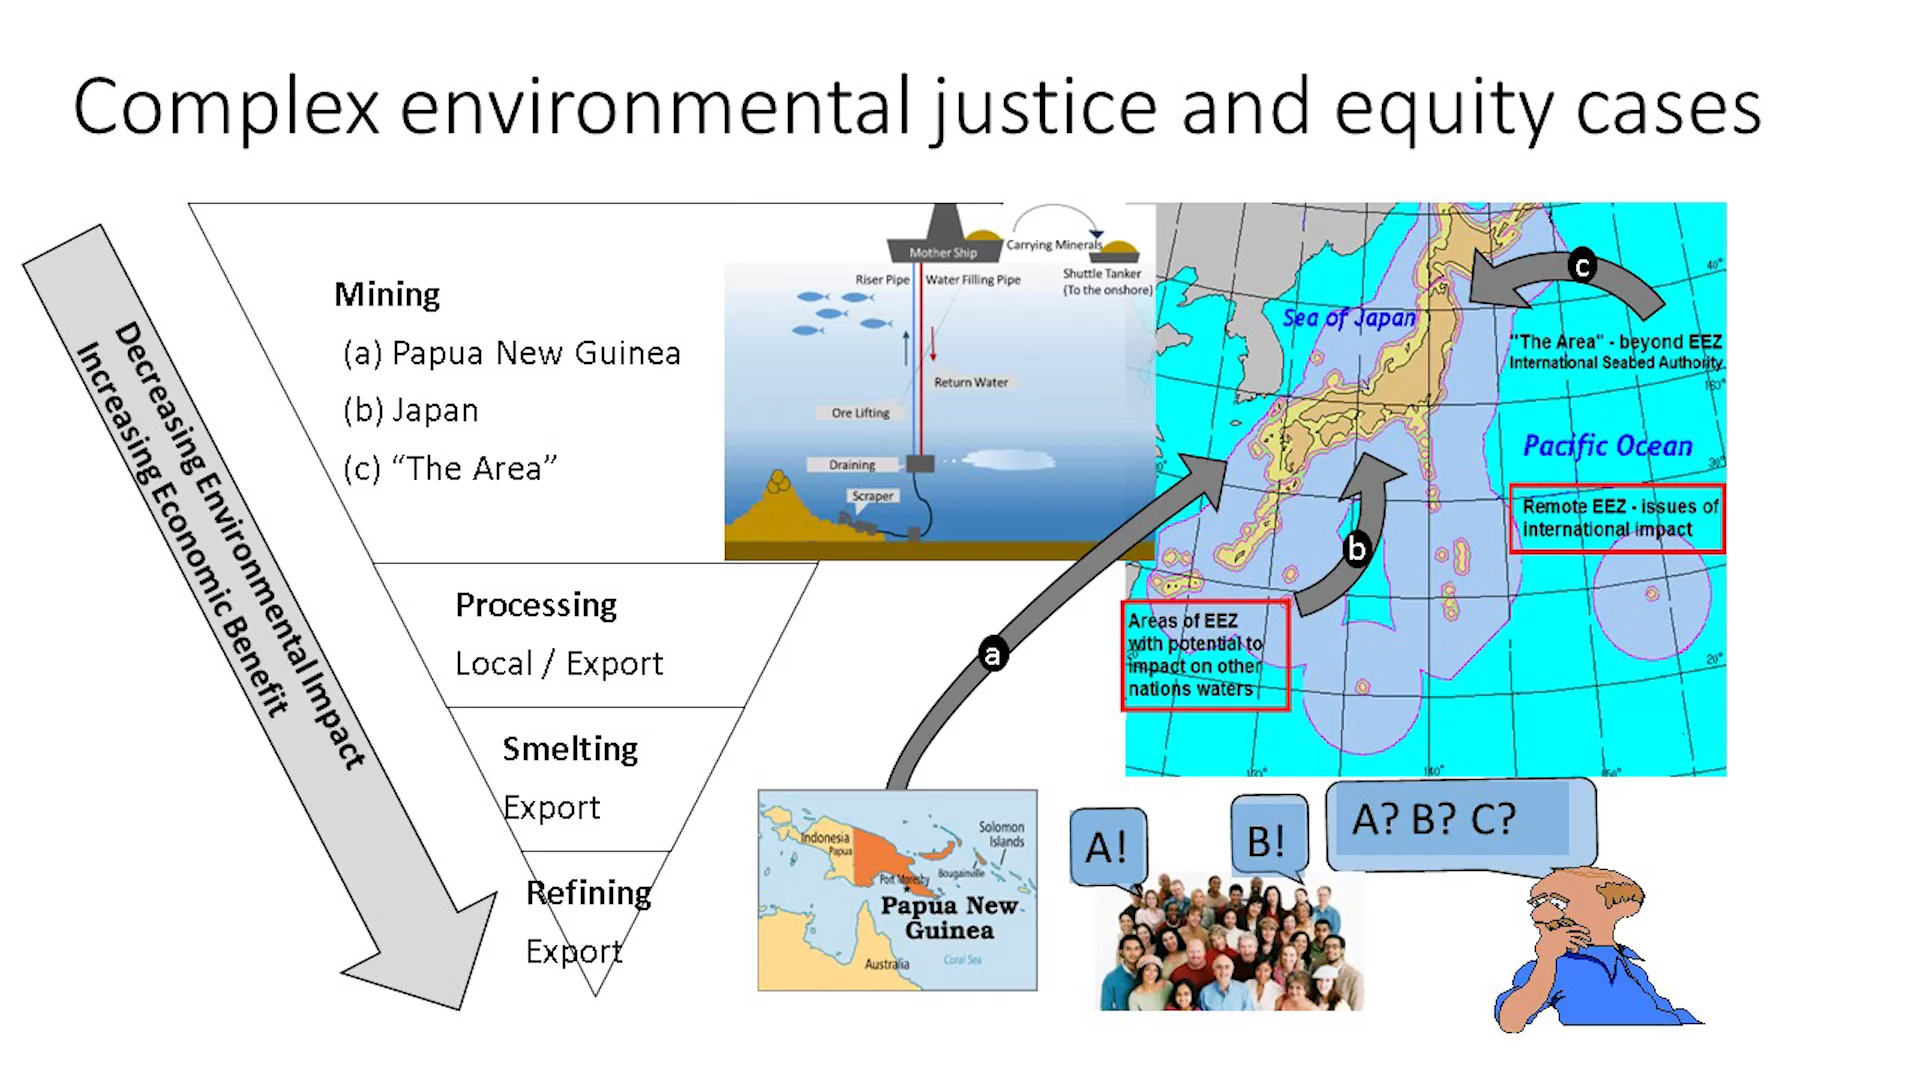 Complex environmental justice and equity cases
Decreasing Environmental Impact
Increasing Economic Benefit
Mining
(a) Papua New Guinea
(b) Japan
(c) “The Area”
Processing
Local / Export
Smelting
Export
Refining
Export
Mother Ship
Carrying Minerals
Shuttle Tanker
(To the onshore)
Riser Pipe
Water Filling Pipe
Return Water
Ore Lifting
Draining
Scraper
Sea of Japan
c
"The Area" - beyond EEZ
International Seabed Authority
Pacific Ocean
Remote EEZ - issues of
international impact
b
Areas of EEZ
with potential to
impact on other
nations waters
a
40°
30°
20°
140°
Indonesia
Papua
Solomon
Islands
Port Moresby
Bougainville
Papua New
Guinea
Australia
Coral Sea
A!
B!
A? B? C?